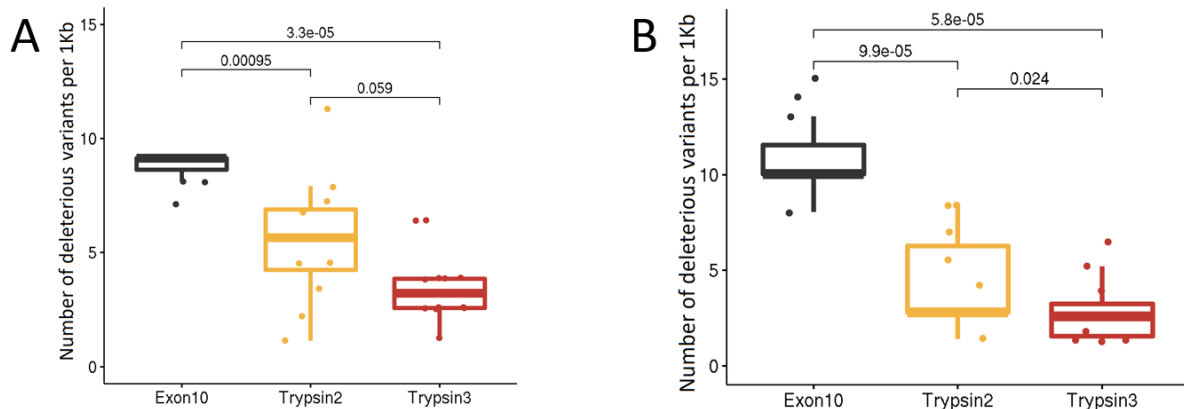 A
Number of deleterious variants per 1Kb
15
10
5
0
3.3e-05
0.00095
0.059
Exon10 Trypsin2 Trypsin3
B
Number of deleterious variants per 1Kb
15
10
5
0
5.8e-05
9.9e-05
0.024
Exon10 Trypsin2 Trypsin3